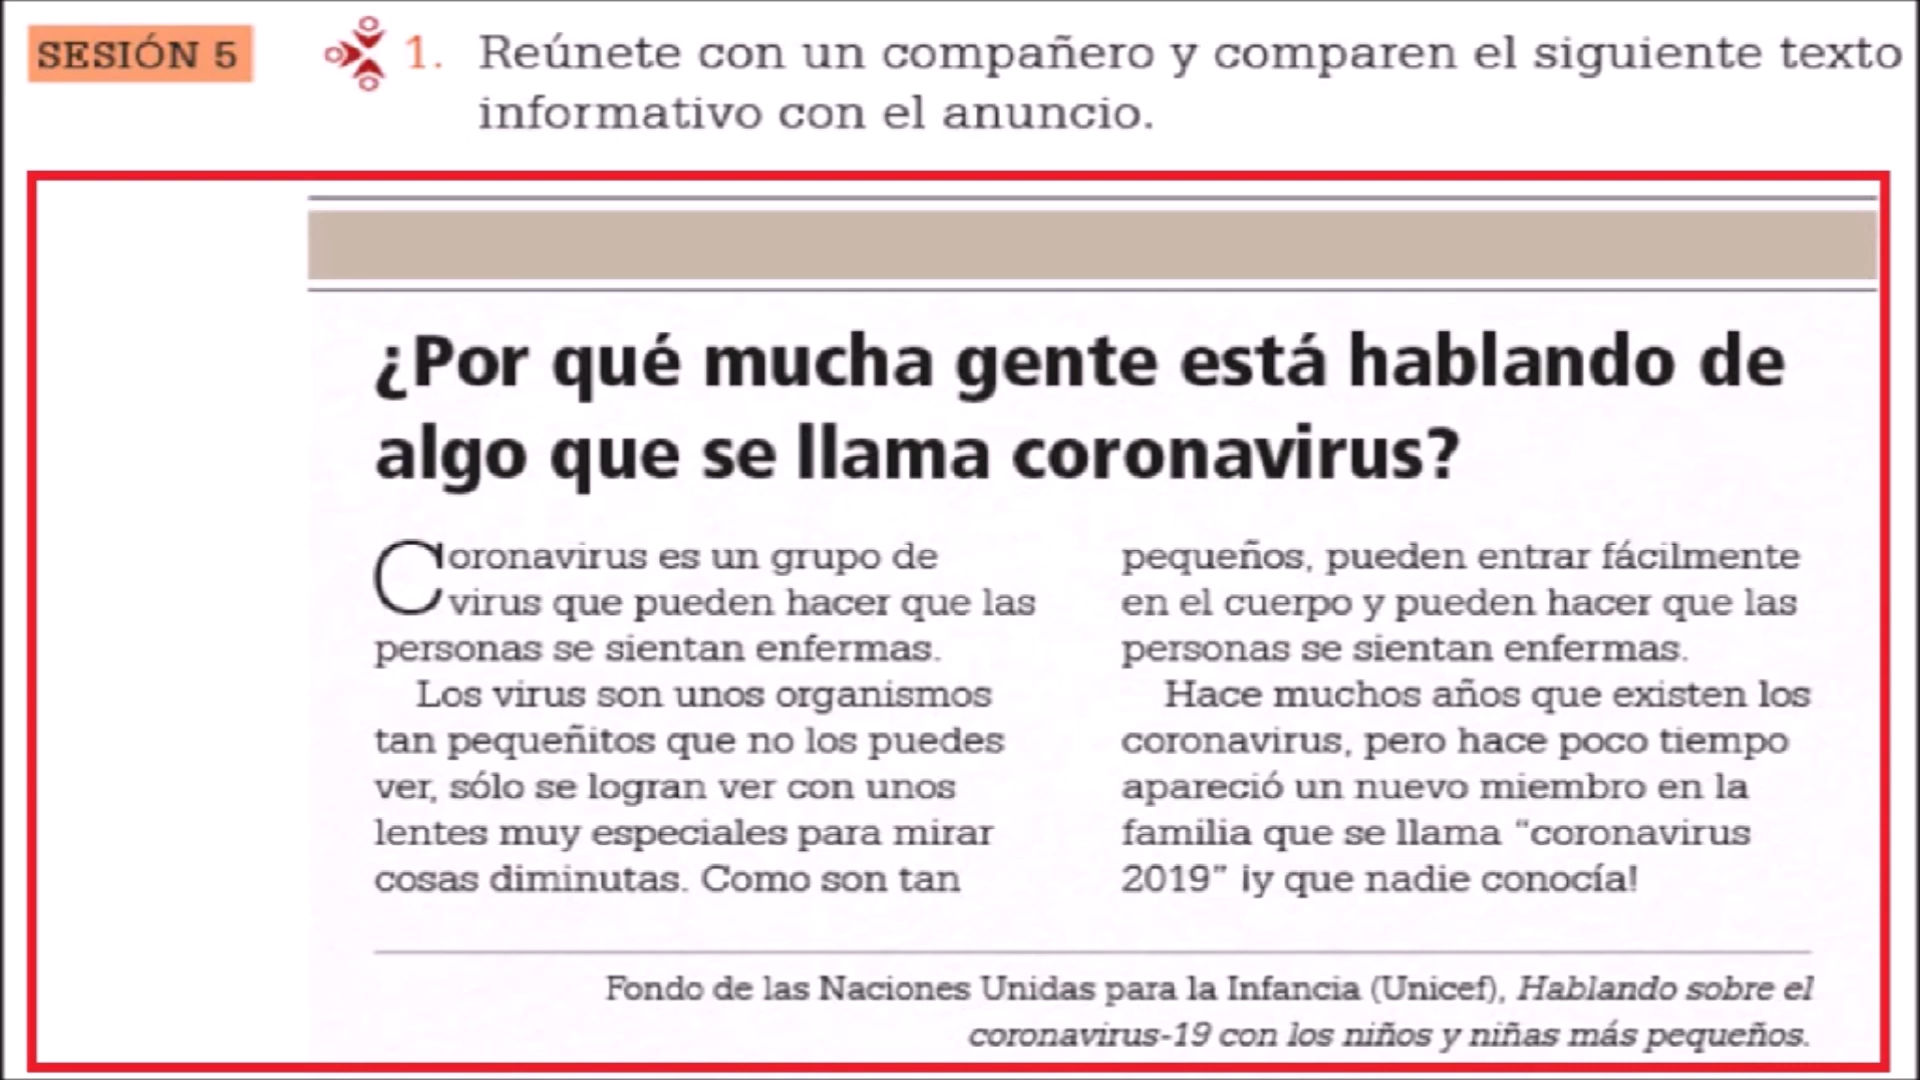 SESIÓN 5
1. Reúnete con un compañero y comparen el siguiente texto
informativo con el anuncio.
¿Por qué mucha gente está hablando de
algo que se llama coronavirus?
Coronavirus es un grupo de
virus que pueden hacer que las
personas se sientan enfermas.
Los virus son unos organismos
tan pequeñitos que no los puedes
ver, sólo se logran ver con unos
lentes muy especiales para mirar
cosas diminutas. Como son tan
pequeños, pueden entrar fácilmente
en el cuerpo y pueden hacer que las
personas se sientan enfermas.
Hace muchos años que existen los
coronavirus, pero hace poco tiempo
apareció un nuevo miembro en la
familia que se llama “coronavirus
2019” ¡y que nadie conocía!
Fondo de las Naciones Unidas para la Infancia (Unicef), Hablando sobre el
coronavirus-19 con los niños y niñas más pequeños.